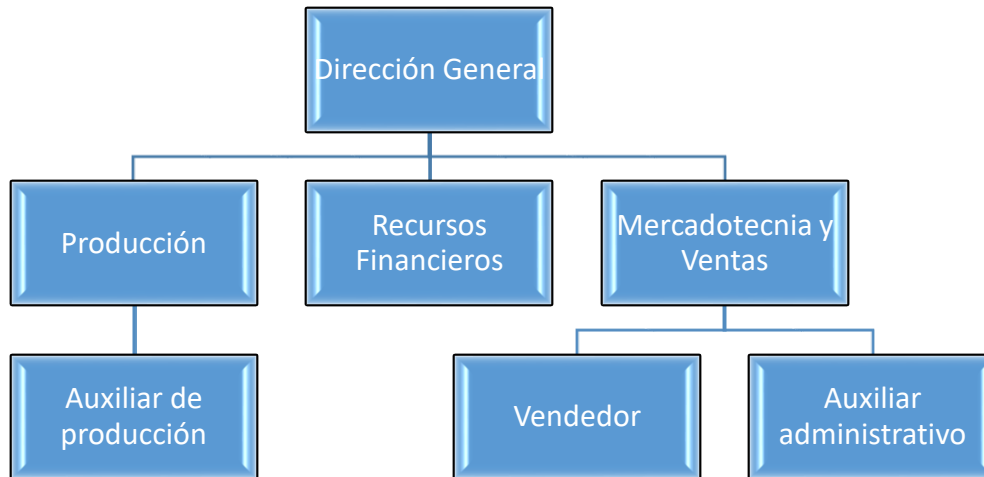 Dirección General
Producción
Recursos
Financieros
Mercadotecnia y
Ventas
Auxiliar de
producción
Vendedor
Auxiliar
administrativo